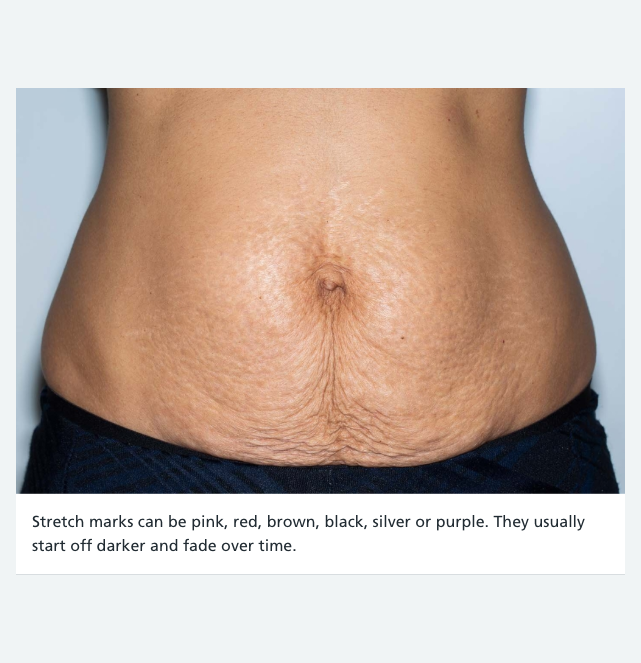 Stretch marks can be pink, red, brown, black, silver or purple. They usually
start off darker and fade over time.